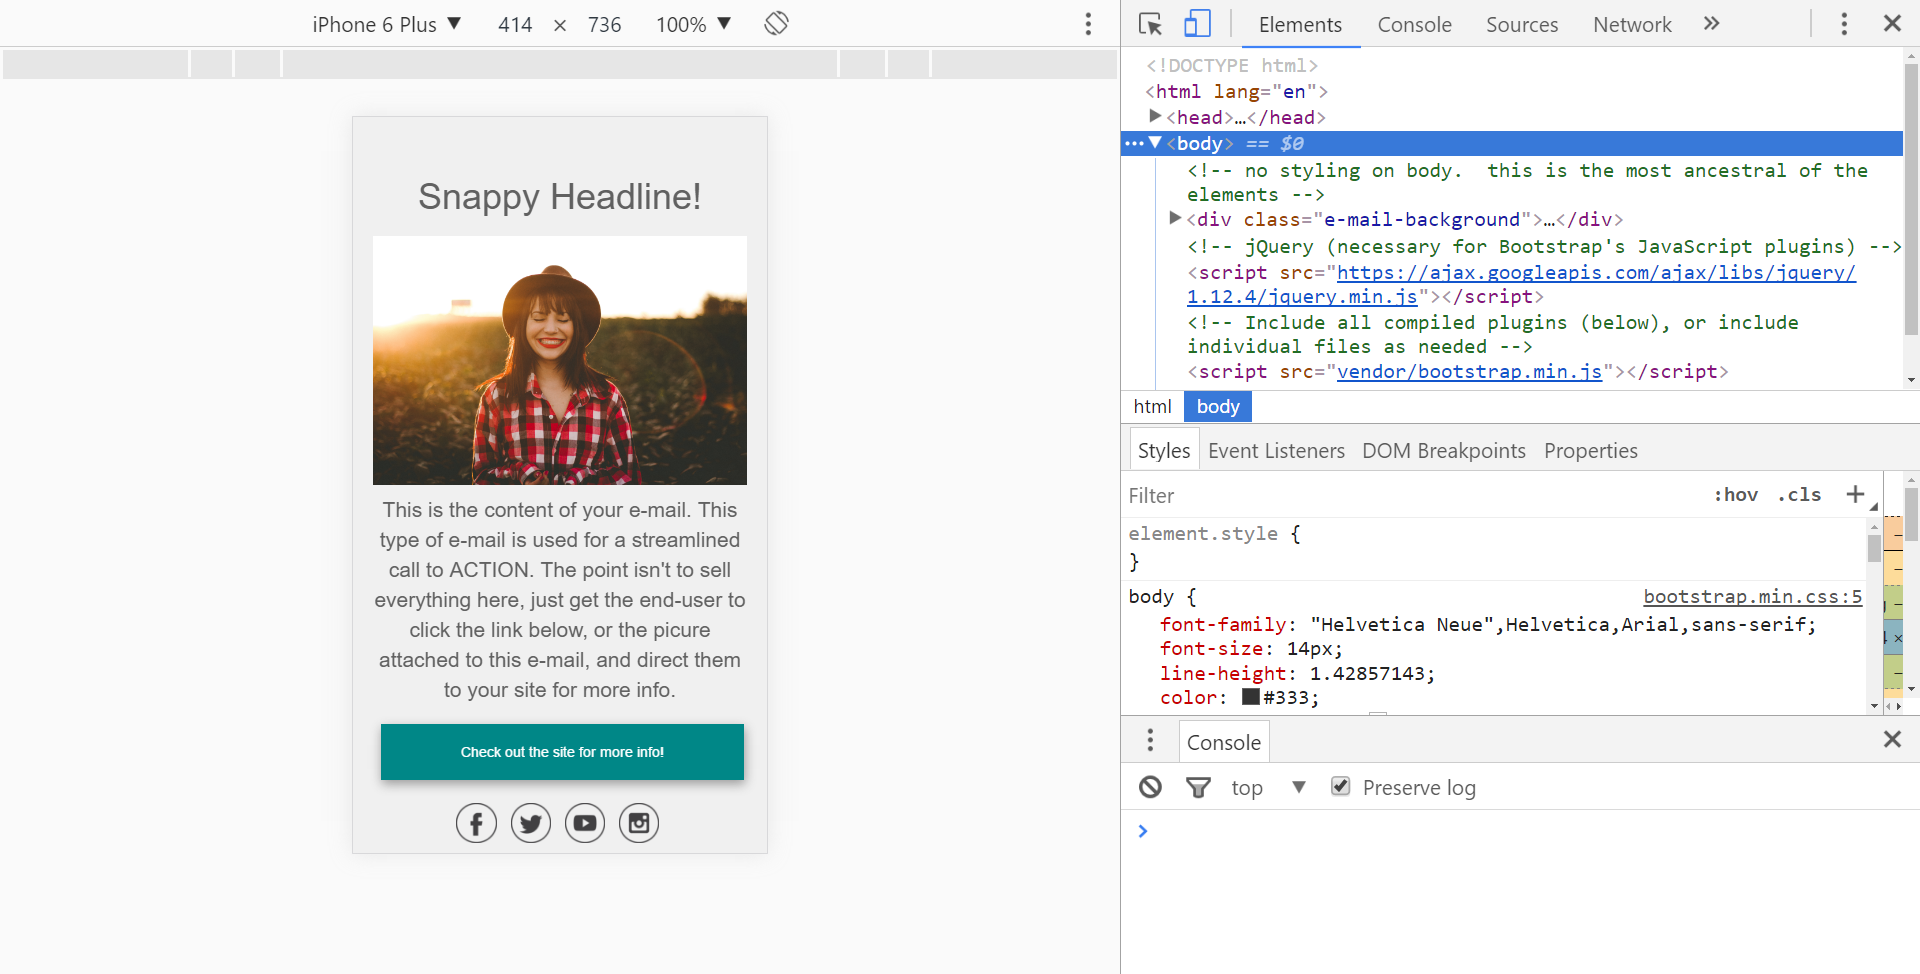 iPhone 6 Plus ▼ 414 × 736 100% ▼
Snappy Headline!
This is the content of your e-mail. This
type of e-mail is used for a streamlined
call to ACTION. The point isn't to sell
everything here, just get the end-user to
click the link below, or the picure
attached to this e-mail, and direct them
to your site for more info.
Check out the site for more info!
Elements Console Sources Network »
<!DOCTYPE html>
<html lang="en">
▶<head>…</head>
…▼<body> == $0
<!-- no styling on body.  this is the most ancestral of the
elements -->
▶<div class="e-mail-background">…</div>
<!-- jQuery (necessary for Bootstrap's JavaScript plugins) -->
<script src="https://ajax.googleapis.com/ajax/libs/jquery/
1.12.4/jquery.min.js"></script>
<!-- Include all compiled plugins (below), or include
individual files as needed -->
<script src="vendor/bootstrap.min.js"></script>
html body
Styles Event Listeners DOM Breakpoints Properties
Filter :hov .cls +
element.style {
}
body { bootstrap.min.css:5
font-family: "Helvetica Neue",Helvetica,Arial,sans-serif;
font-size: 14px;
line-height: 1.42857143;
color: #333;
Console
top ▼ Preserve log